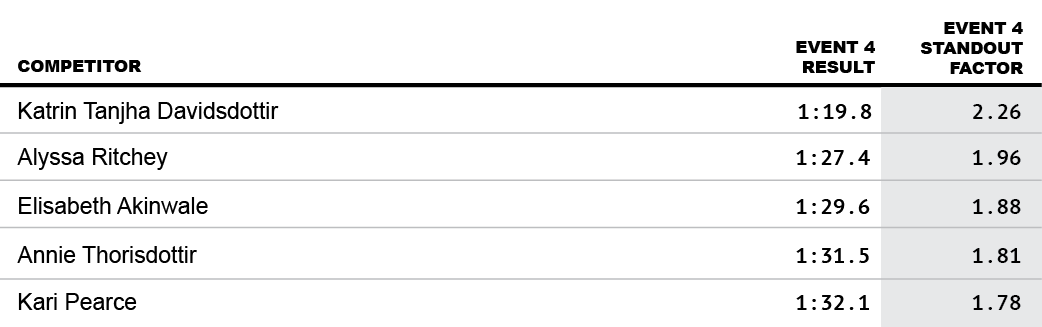 COMPETITOR EVENT 4 RESULT EVENT 4 STANDOUT FACTOR
Katrin Tanjha Davidsdottir 1:19.8 2.26
Alyssa Ritchey 1:27.4 1.96
Elisabeth Akinwale 1:29.6 1.88
Annie Thorisdottir 1:31.5 1.81
Kari Pearce 1:32.1 1.78